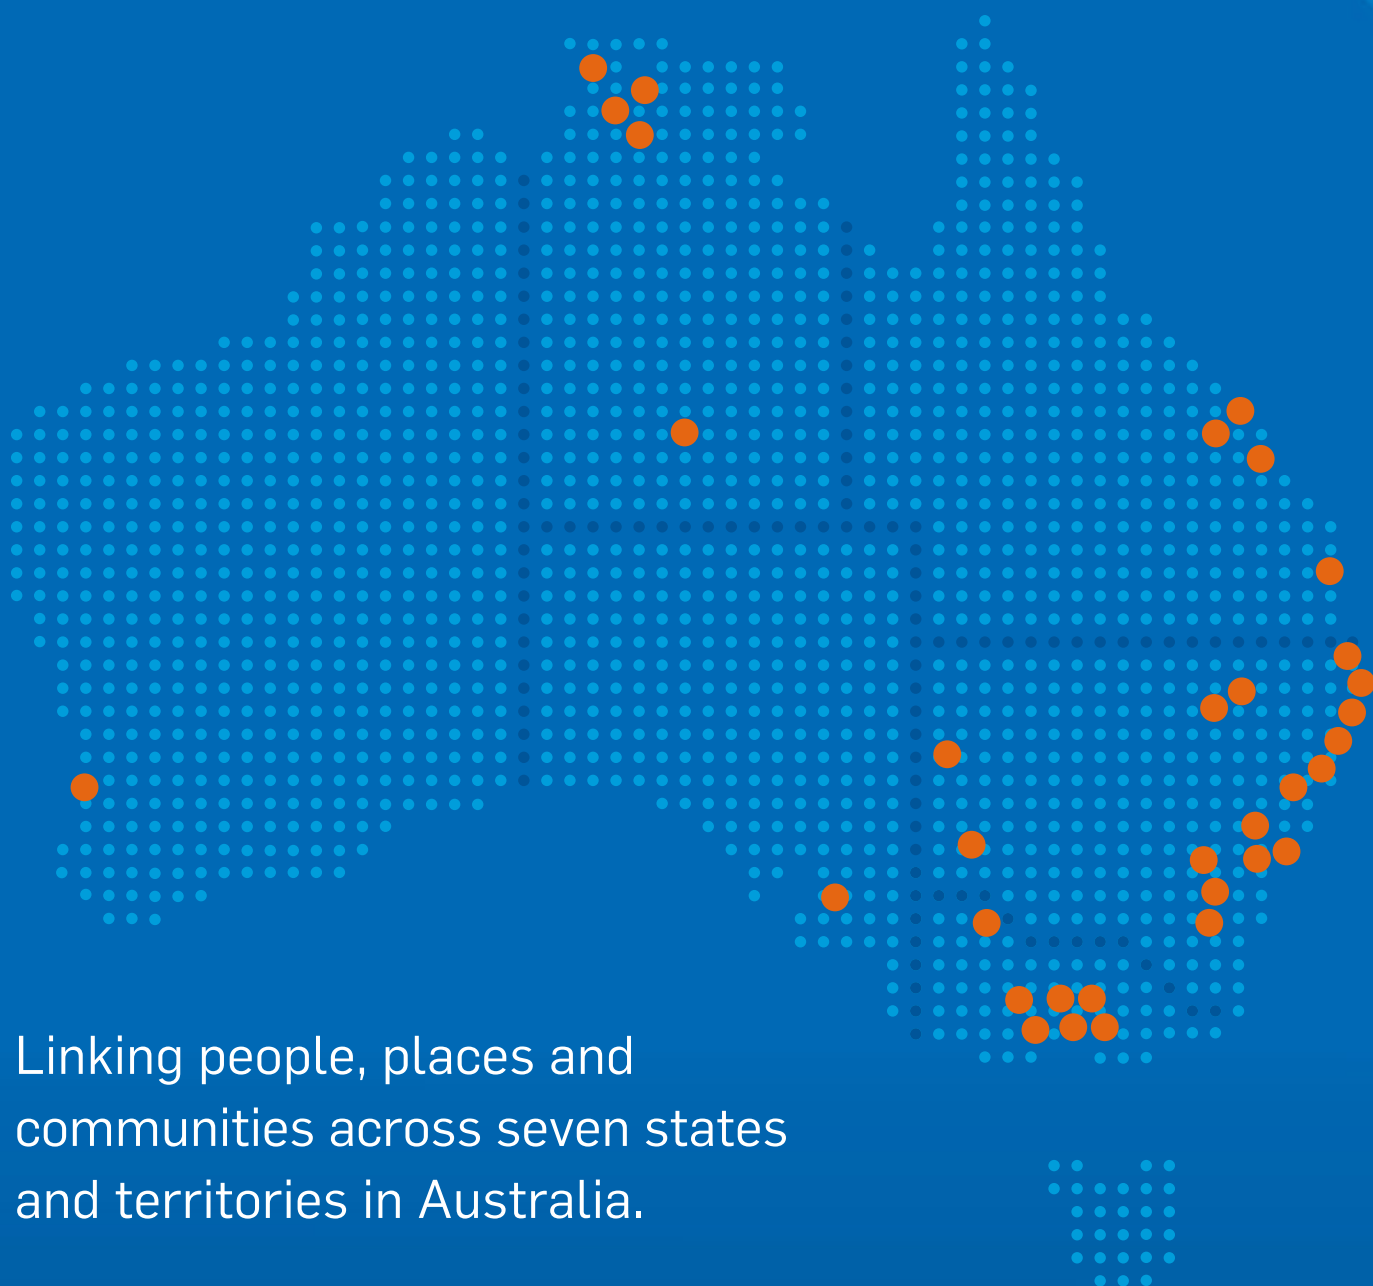 Linking people, places and
communities across seven states
and territories in Australia.